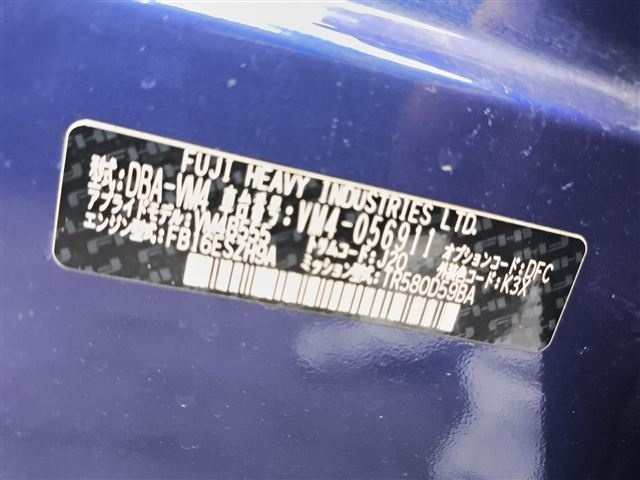 FUJI HEAVY INDUSTRIES LTD.
型式:DBA-VM4 車台番号:VM4-056911 オプションコード:DFC
アプライドモデル:VM4B55S トリムコード:J20 外装色コード:K3X
エンジン型式:FB16ESZH9A ミッション型式:TR580D59BA